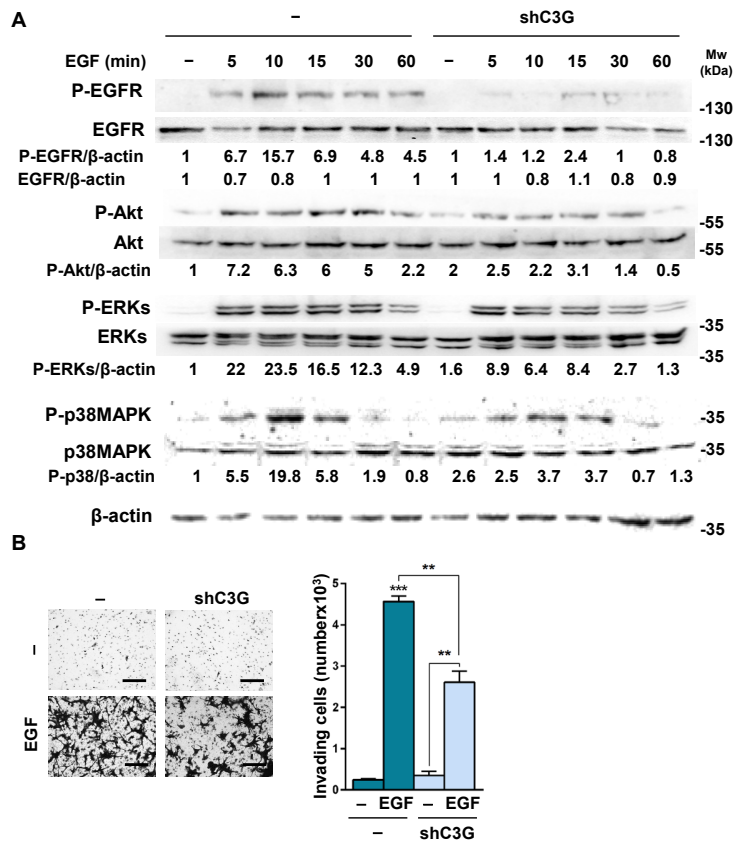 A
– shC3G
EGF (min) – 5 10 15 30 60 – 5 10 15 30 60 Mw
(kDa)
P-EGFR -130
EGFR -130
P-EGFR/β-actin 1 6.7 15.7 6.9 4.8 4.5 1 1.4 1.2 2.4 1 0.8
EGFR/β-actin 1 0.7 0.8 1 1 1 1 1 0.8 1.1 0.8 0.9
P-Akt -55
Akt -55
P-Akt/β-actin 1 7.2 6.3 6 5 2.2 2 2.5 2.2 3.1 1.4 0.5
P-ERKs -35
ERKs -35
P-ERKs/β-actin 1 22 23.5 16.5 12.3 4.9 1.6 8.9 6.4 8.4 2.7 1.3
P-p38MAPK -35
p38MAPK -35
P-p38/β-actin 1 5.5 19.8 5.8 1.9 0.8 2.6 2.5 3.7 3.7 0.7 1.3
β-actin -35
B
– shC3G
–
EGF
Invading cells (numberx10³)
5
4
3
2
1
0
***
**
**
– EGF – EGF
– shC3G